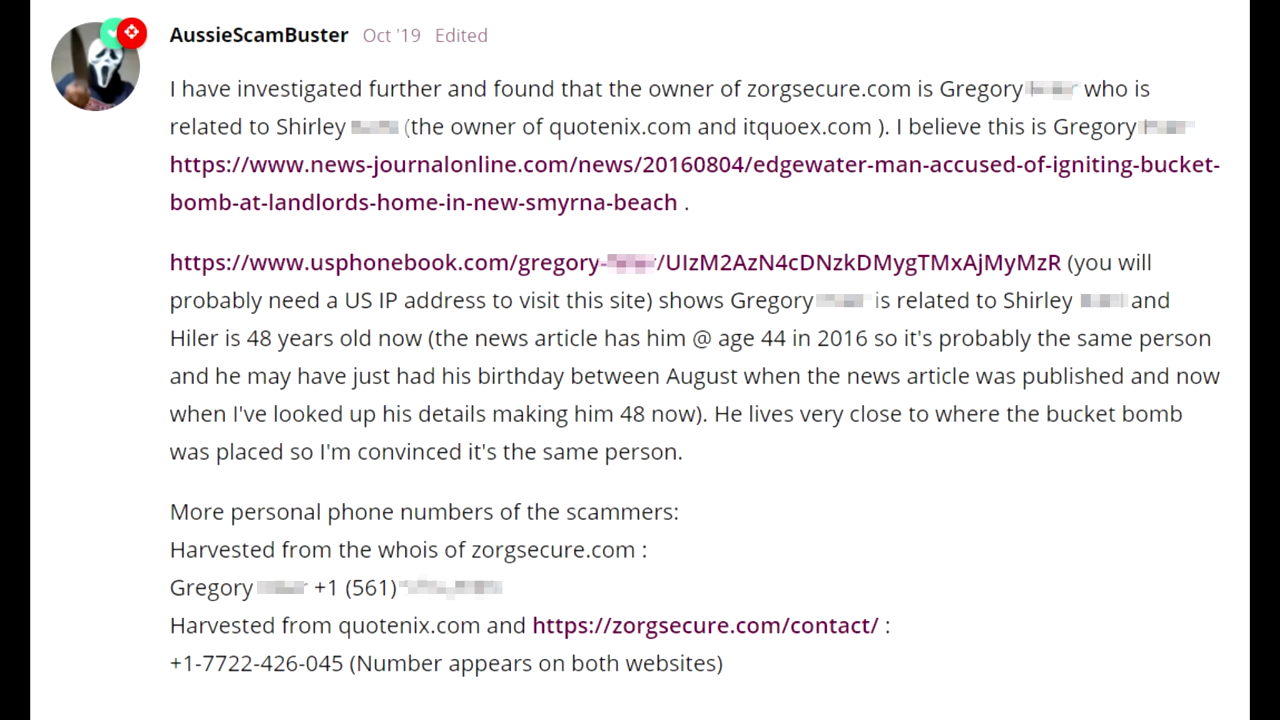 AussieScamBuster Oct '19 Edited
I have investigated further and found that the owner of zorgsecure.com is Gregory who is
related to Shirley (the owner of quotenix.com and itquoex.com ). I believe this is Gregory
https://www.news-journalonline.com/news/20160804/edgewater-man-accused-of-igniting-bucket-
bomb-at-landlords-home-in-new-smyrna-beach .
https://www.usphonebook.com/gregory- /UIzM2AzN4cDNzkDMygTMxAjMyMzR (you will
probably need a US IP address to visit this site) shows Gregory is related to Shirley and
Hiler is 48 years old now (the news article has him @ age 44 in 2016 so it's probably the same person
and he may have just had his birthday between August when the news article was published and now
when I've looked up his details making him 48 now). He lives very close to where the bucket bomb
was placed so I'm convinced it's the same person.
More personal phone numbers of the scammers:
Harvested from the whois of zorgsecure.com :
Gregory +1 (561)
Harvested from quotenix.com and https://zorgsecure.com/contact/ :
+1-7722-426-045 (Number appears on both websites)